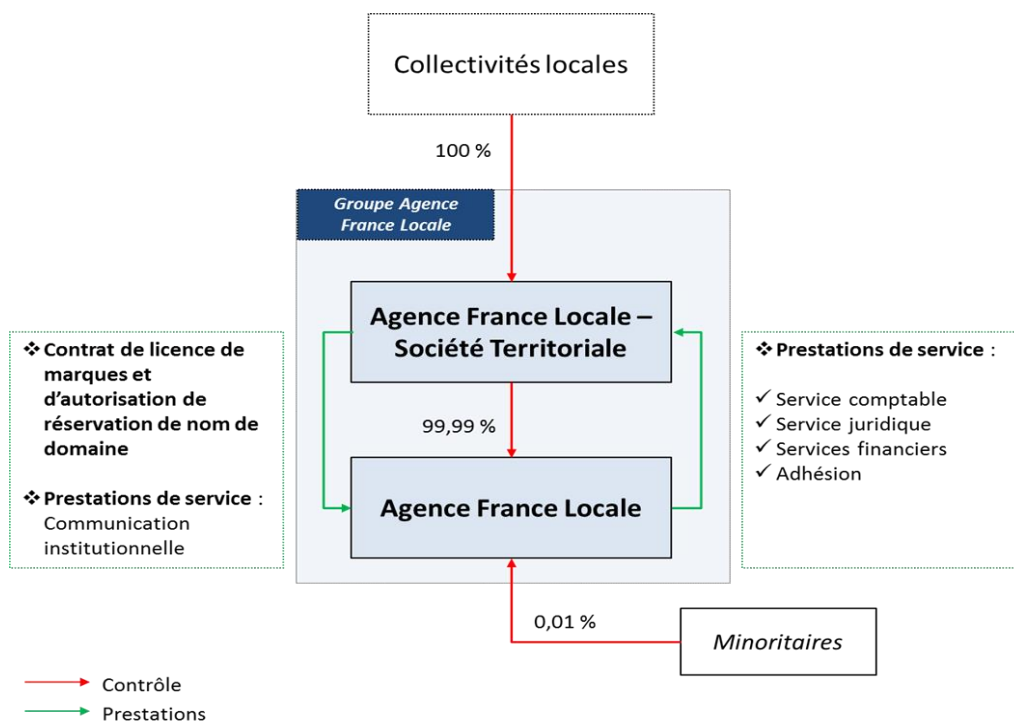 Collectivités locales
100 %
Groupe Agence
France Locale
Agence France Locale –
Société Territoriale
❖ Contrat de licence de
marques et
d’autorisation de
réservation de nom de
domaine
❖ Prestations de service :
Communication
institutionnelle
99,99 %
❖ Prestations de service :
✓ Service comptable
✓ Service juridique
✓ Services financiers
✓ Adhésion
Agence France Locale
0,01 %
Minoritaires
Contrôle
Prestations